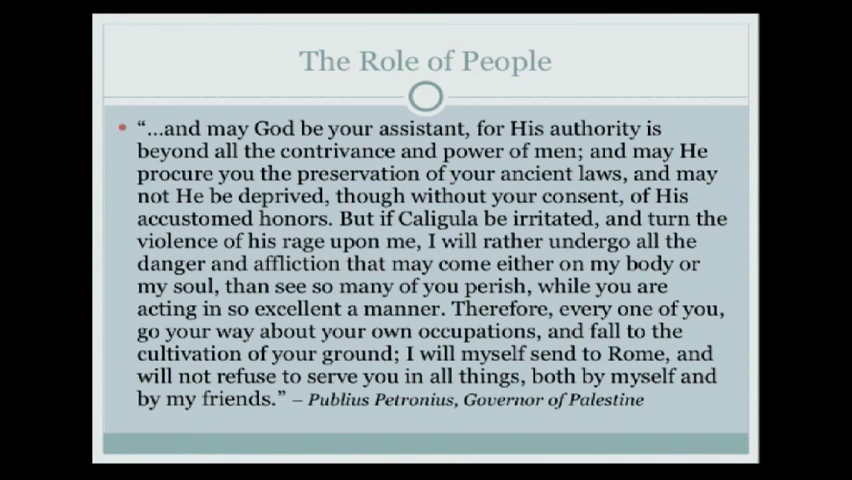 The Role of People
• “...and may God be your assistant, for His authority is
beyond all the contrivance and power of men; and may He
procure you the preservation of your ancient laws, and may
not He be deprived, though without your consent, of His
accustomed honors. But if Caligula be irritated, and turn the
violence of his rage upon me, I will rather undergo all the
danger and affliction that may come either on my body or
my soul, than see so many of you perish, while you are
acting in so excellent a manner. Therefore, every one of you,
go your way about your own occupations, and fall to the
cultivation of your ground; I will myself send to Rome, and
will not refuse to serve you in all things, both by myself and
by my friends.” – Publius Petronius, Governor of Palestine